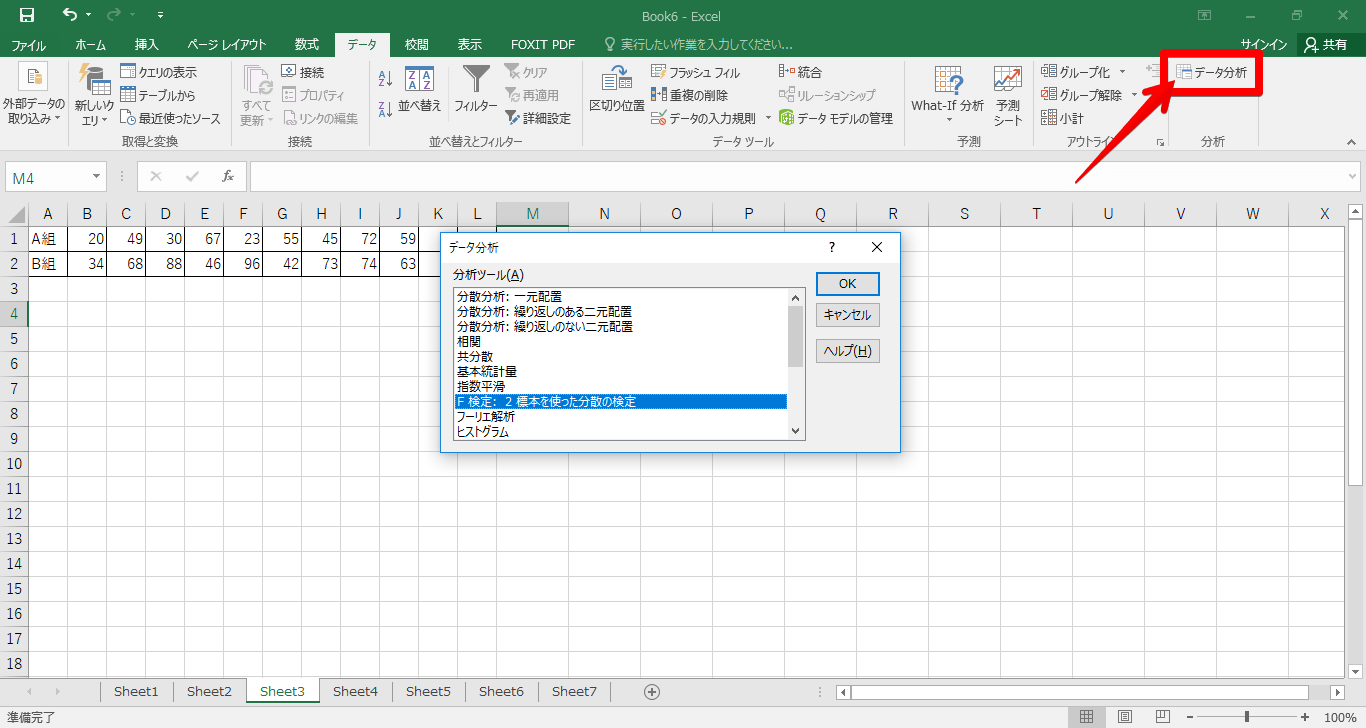 Book6 - Excel
ファイル ホーム 挿入 ページ レイアウト 数式 データ 校閲 表示 FOXIT PDF 実行したい作業を入力してください... サインイン 共有
外部データの取り込み
新しいクエリ
クエリの表示
テーブルから
最近使ったソース
取得と変換
すべて更新
接続
プロパティ
リンクの編集
接続
並べ替え
フィルター
クリア
再適用
詳細設定
並べ替えとフィルター
区切り位置
フラッシュ フィル
重複の削除
データの入力規則
統合
リレーションシップ
データ モデルの管理
データ ツール
What-If 分析
予測シート
予測
グループ化
グループ解除
小計
アウトライン
データ分析
分析
M4
fx
A B C D E F G H I J K L M N O P Q R S T U V W X
1 A組 20 49 30 67 23 55 45 72 59
2 B組 34 68 88 46 96 42 73 74 63
3
4
5
6
7
8
9
10
11
12
13
14
15
16
17
18
データ分析 ?
分析ツール(A)
分散分析: 一元配置
分散分析: 繰り返しのある二元配置
分散分析: 繰り返しのない二元配置
相関
共分散
基本統計量
指数平滑
F 検定: 2 標本を使った分散の検定
フーリエ解析
ヒストグラム
OK
キャンセル
ヘルプ(H)
Sheet1 Sheet2 Sheet3 Sheet4 Sheet5 Sheet6 Sheet7
準備完了
100%